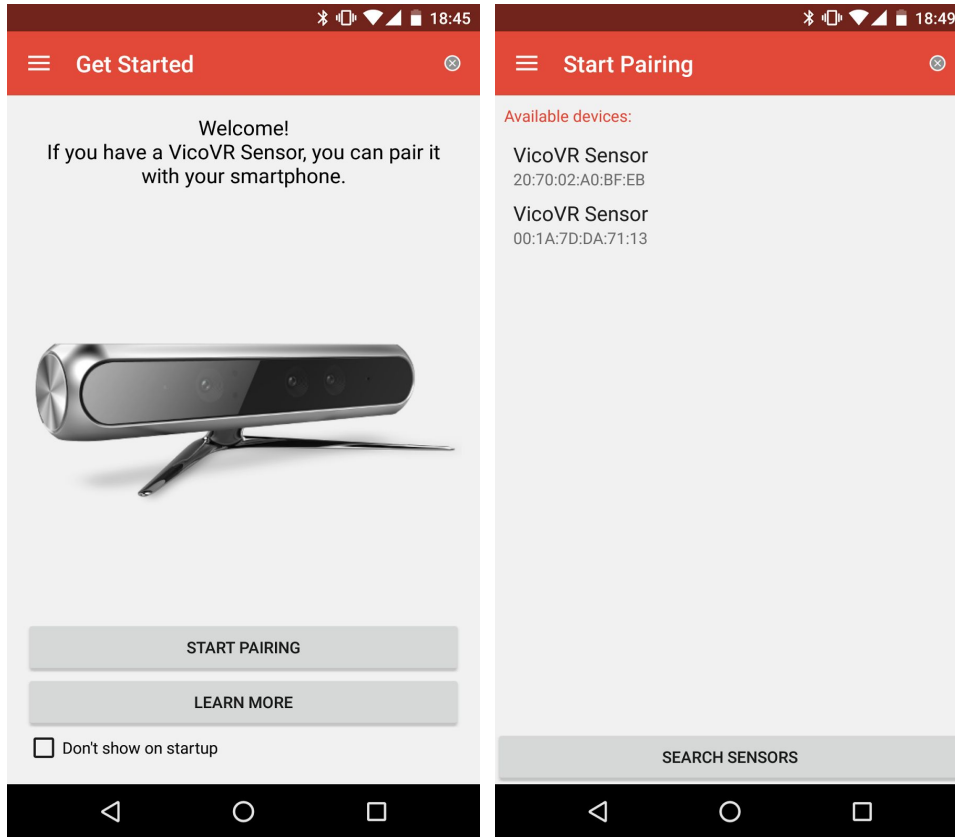 18:45
Get Started
Welcome!
If you have a VicoVR Sensor, you can pair it
with your smartphone.
START PAIRING
LEARN MORE
Don't show on startup
18:49
Start Pairing
Available devices:
VicoVR Sensor
20:70:02:A0:BF:EB
VicoVR Sensor
00:1A:7D:DA:71:13
SEARCH SENSORS